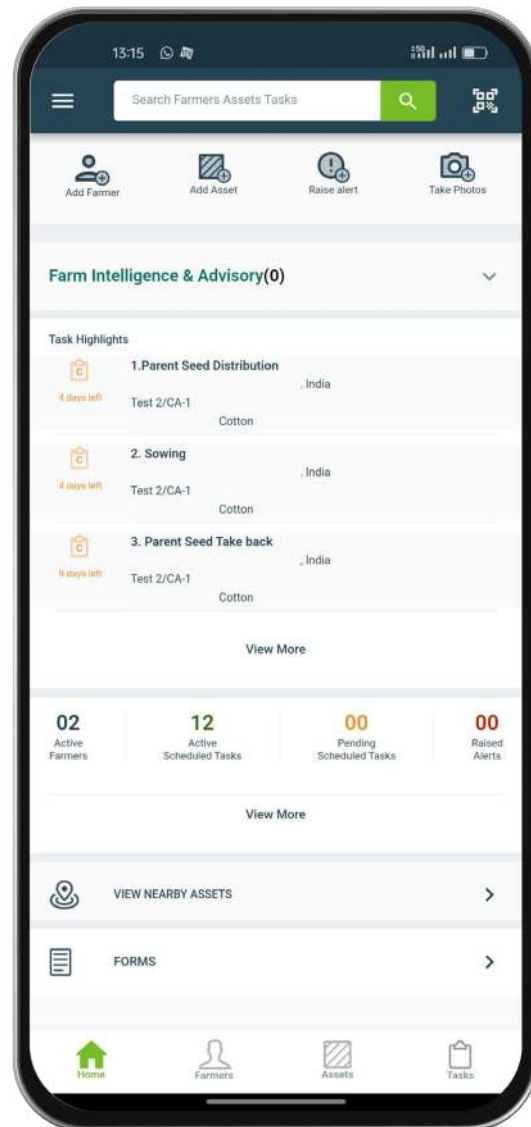 13:15
Search Farmers Assets Tasks
Add Farmer
Add Asset
Raise alert
Take Photos
Farm Intelligence & Advisory(0)
Task Highlights
C
1.Parent Seed Distribution
, India
4 days left
Test 2/CA-1
Cotton
C
2. Sowing
, India
4 days left
Test 2/CA-1
Cotton
C
3. Parent Seed Take back
, India
9 days left
Test 2/CA-1
Cotton
View More
02
Active
Farmers
12
Active
Scheduled Tasks
00
Pending
Scheduled Tasks
00
Raised
Alerts
View More
VIEW NEARBY ASSETS
FORMS
Home
Farmers
Assets
Tasks